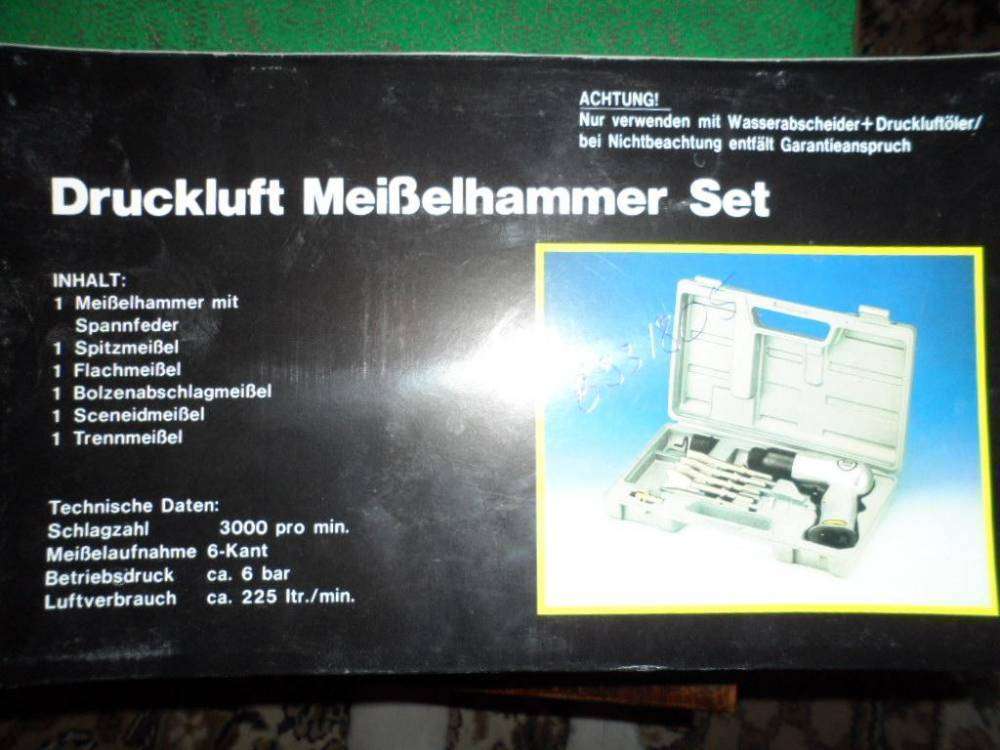 ACHTUNG!
Nur verwenden mit Wasserabscheider+Druckluftöler/
bei Nichtbeachtung entfällt Garantieanspruch
Druckluft Meißelhammer Set
INHALT:
1 Meißelhammer mit
Spannfeder
1 Spitzmeißel
1 Flachmeißel
1 Bolzenabschlagmeißel
1 Sceneidmeißel
1 Trennmeißel
Technische Daten:
Schlagzahl 3000 pro min.
Meißelaufnahme 6-Kant
Betriebsdruck ca. 6 bar
Luftverbrauch ca. 225 ltr./min.